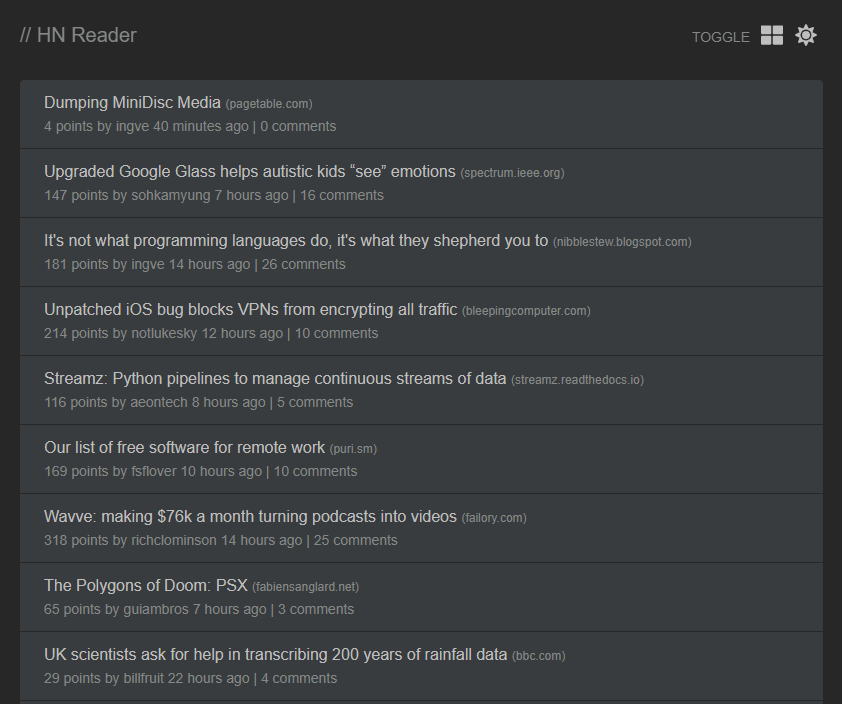 // HN Reader
TOGGLE
Dumping MiniDisc Media (pagetable.com)
4 points by ingve 40 minutes ago | 0 comments
Upgraded Google Glass helps autistic kids “see” emotions (spectrum.ieee.org)
147 points by sohkamyung 7 hours ago | 16 comments
It's not what programming languages do, it's what they shepherd you to (nibblestew.blogspot.com)
181 points by ingve 14 hours ago | 26 comments
Unpatched iOS bug blocks VPNs from encrypting all traffic (bleepingcomputer.com)
214 points by notlukesky 12 hours ago | 10 comments
Streamz: Python pipelines to manage continuous streams of data (streamz.readthedocs.io)
116 points by aeontech 8 hours ago | 5 comments
Our list of free software for remote work (puri.sm)
169 points by fsflover 10 hours ago | 10 comments
Wavve: making $76k a month turning podcasts into videos (failory.com)
318 points by richclominson 14 hours ago | 25 comments
The Polygons of Doom: PSX (fabiensanglard.net)
65 points by guiambros 7 hours ago | 3 comments
UK scientists ask for help in transcribing 200 years of rainfall data (bbc.com)
29 points by billfruit 22 hours ago | 4 comments